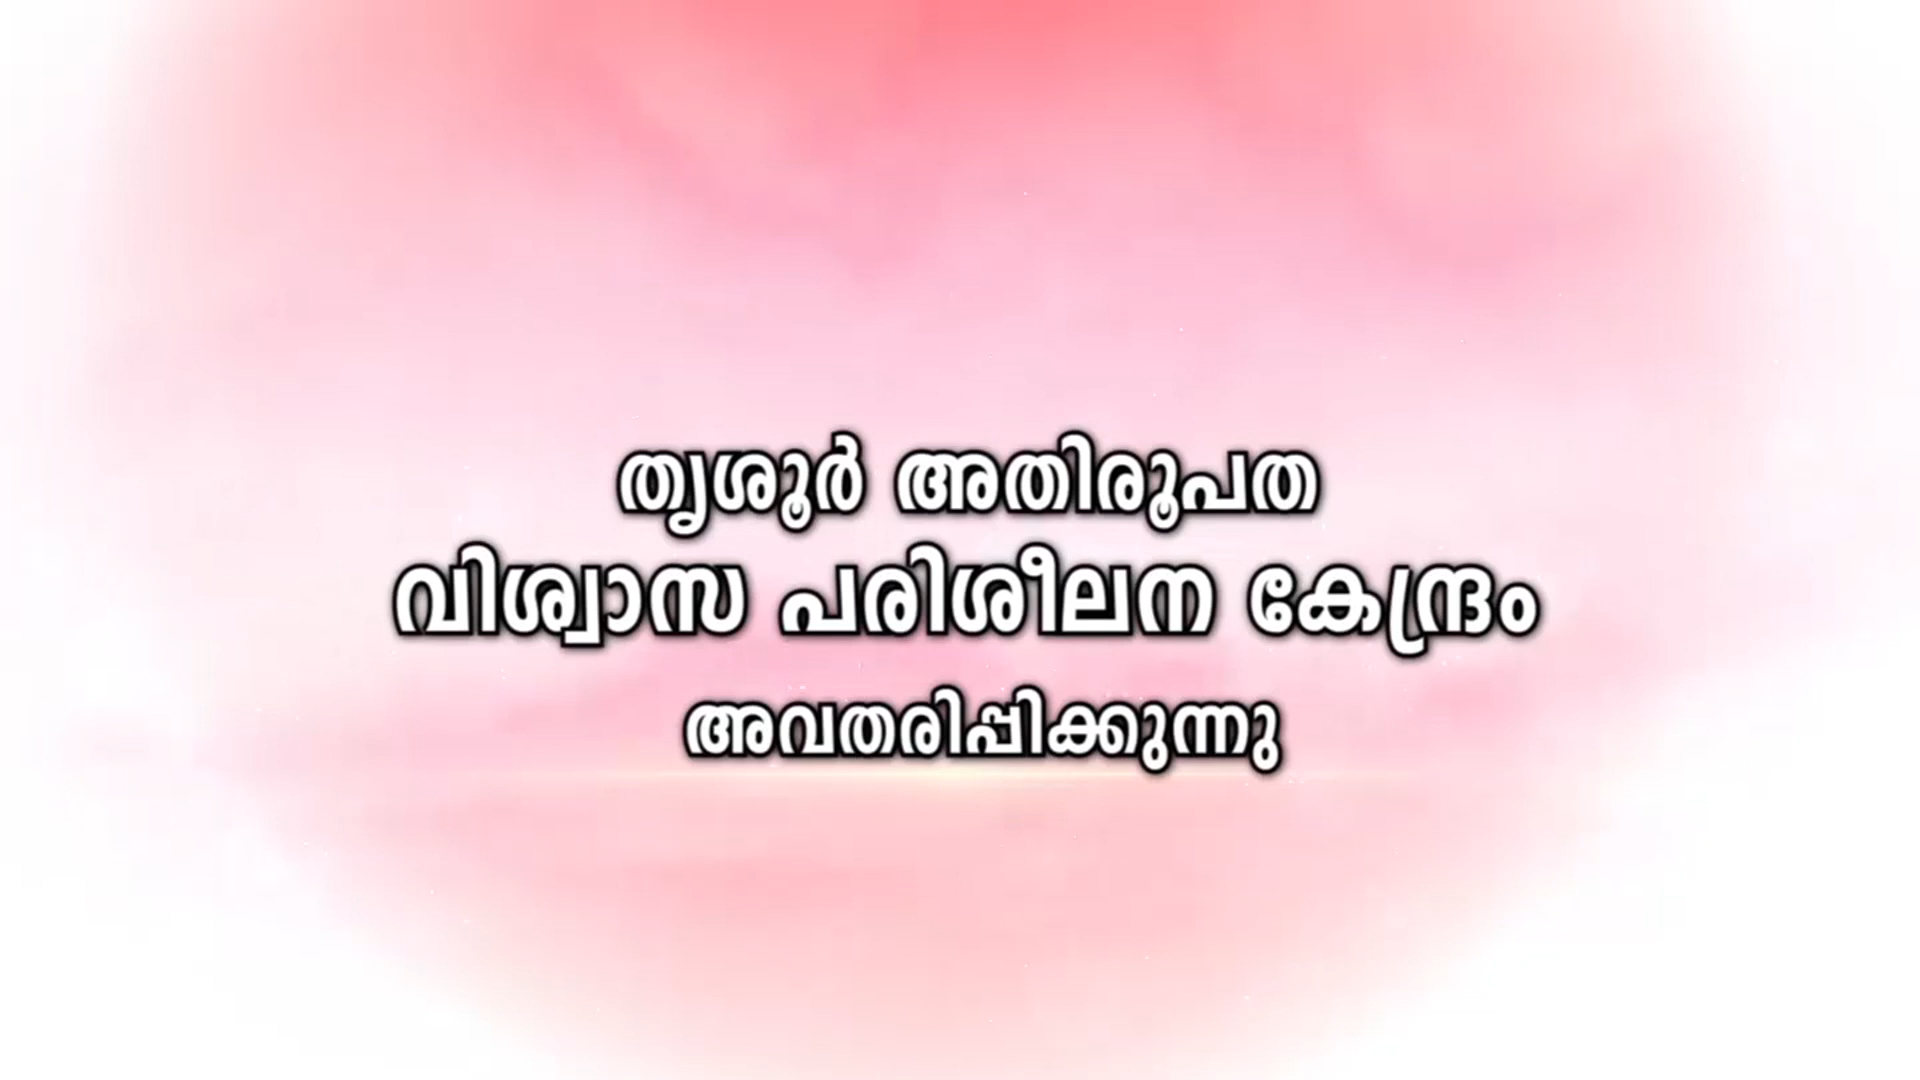 തൃശൂർ അതിരൂപത
വിശ്വാസ പരിശീലന കേന്ദ്രം
അവതരിപ്പിക്കുന്നു